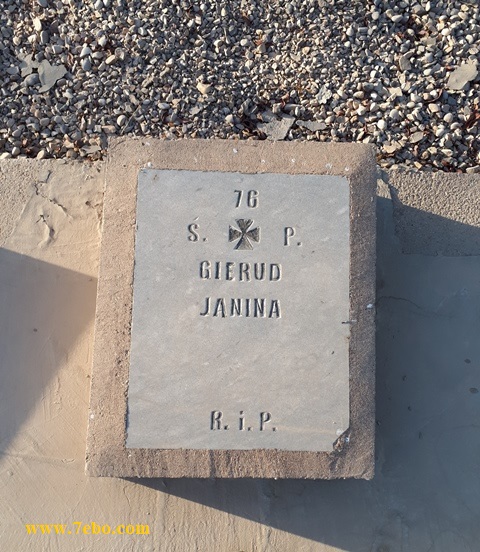 76
Ś. P.
GIERUD
JANINA
R. i. P.
www.7ebo.com